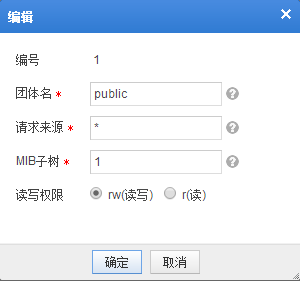 编辑
编号 1
团体名 * public
请求来源 * *
MIB子树 * 1
读写权限 rw(读写) r(读)
确定 取消